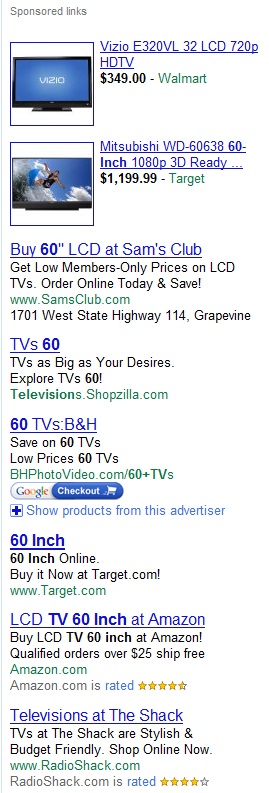 Sponsored links
VIZIO
Vizio E320VL 32 LCD 720p
HDTV
$349.00 - Walmart
Mitsubishi WD-60638 60-
Inch 1080p 3D Ready ...
$1,199.99 - Target
Buy 60" LCD at Sam's Club
Get Low Members-Only Prices on LCD
TVs. Order Online Today & Save!
www.SamsClub.com
1701 West State Highway 114, Grapevine
TVs 60
TVs as Big as Your Desires.
Explore TVs 60!
Televisions.Shopzilla.com
60 TVs:B&H
Save on 60 TVs
Low Prices 60 TVs
BHPhotoVideo.com/60+TVs
Google Checkout
Show products from this advertiser
60 Inch
60 Inch Online.
Buy it Now at Target.com!
www.Target.com
LCD TV 60 Inch at Amazon
Buy LCD TV 60 inch at Amazon!
Qualified orders over $25 ship free
Amazon.com
Amazon.com is rated
Televisions at The Shack
TVs at The Shack are Stylish &
Budget Friendly. Shop Online Now.
www.RadioShack.com
RadioShack.com is rated